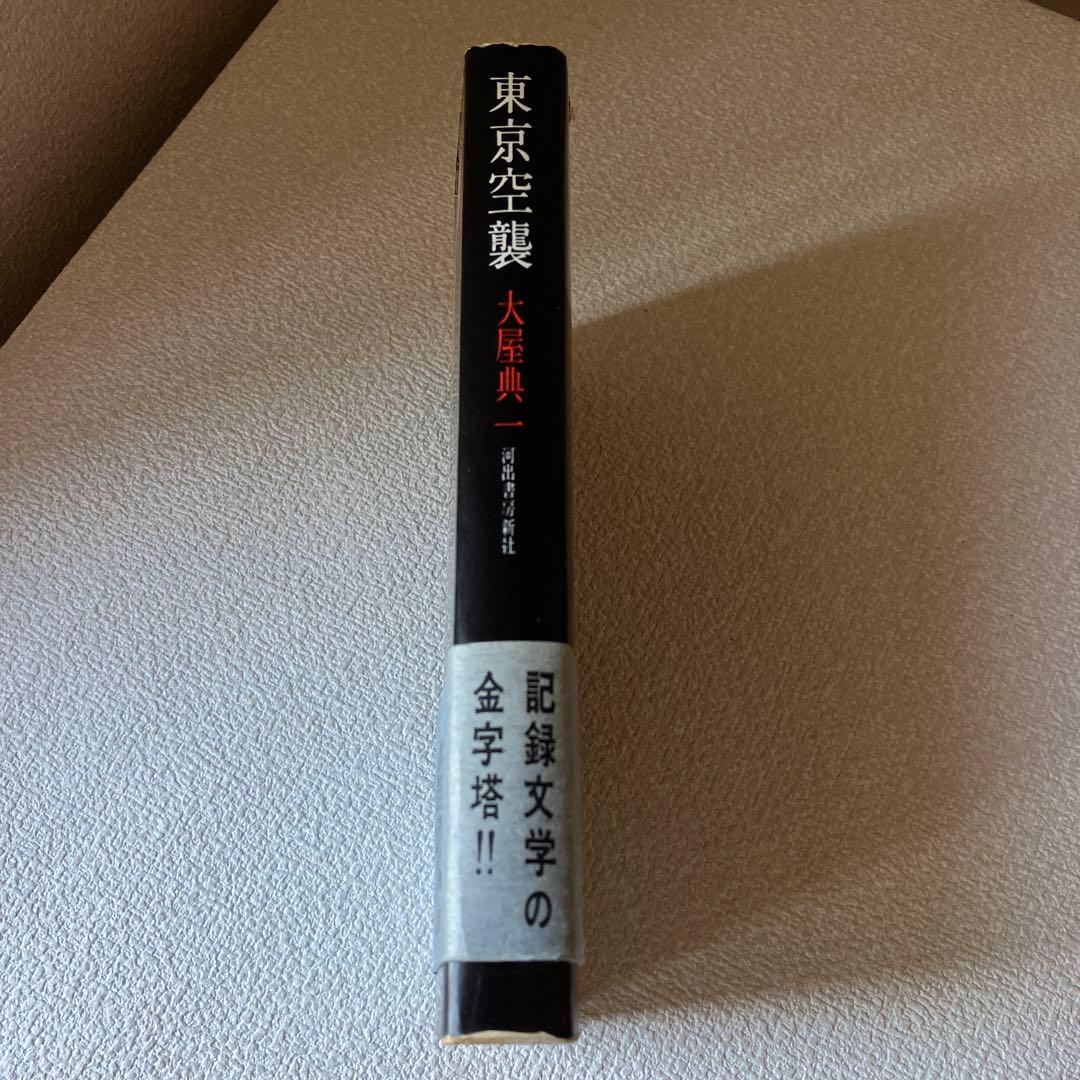 東京空襲
大屋典一
河出書房新社
記録文学の
金字塔!!